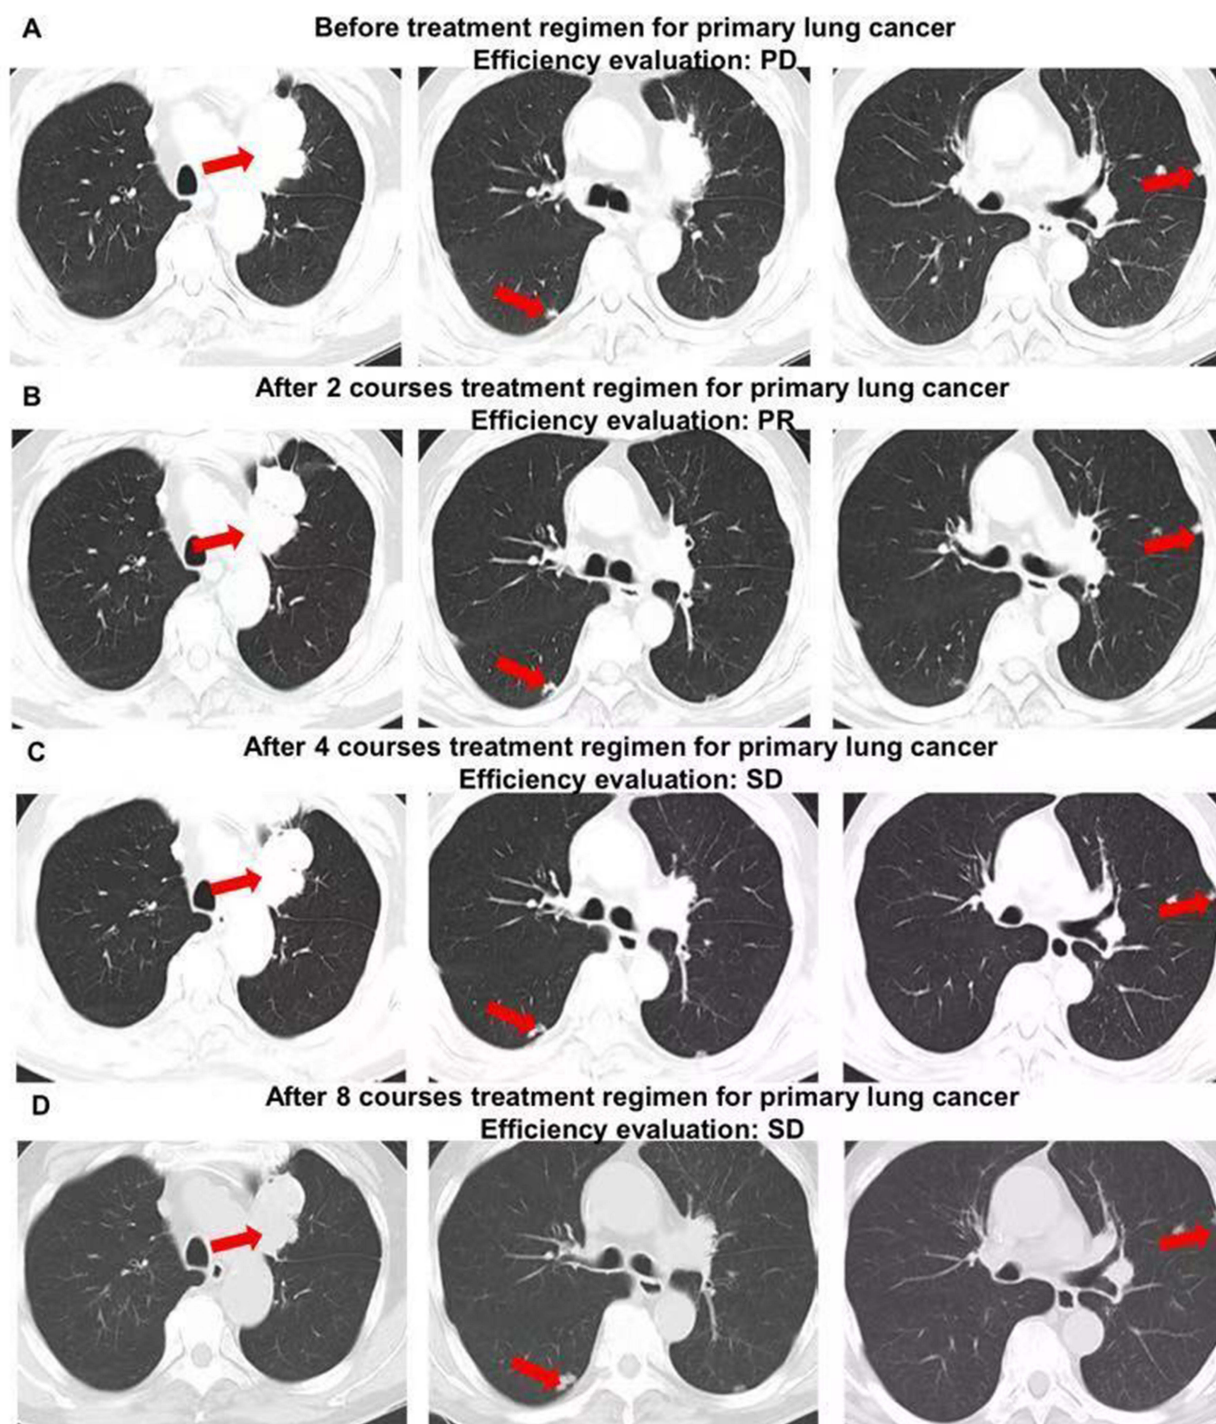 A
Before treatment regimen for primary lung cancer
Efficiency evaluation: PD
B
After 2 courses treatment regimen for primary lung cancer
Efficiency evaluation: PR
C
After 4 courses treatment regimen for primary lung cancer
Efficiency evaluation: SD
D
After 8 courses treatment regimen for primary lung cancer
Efficiency evaluation: SD